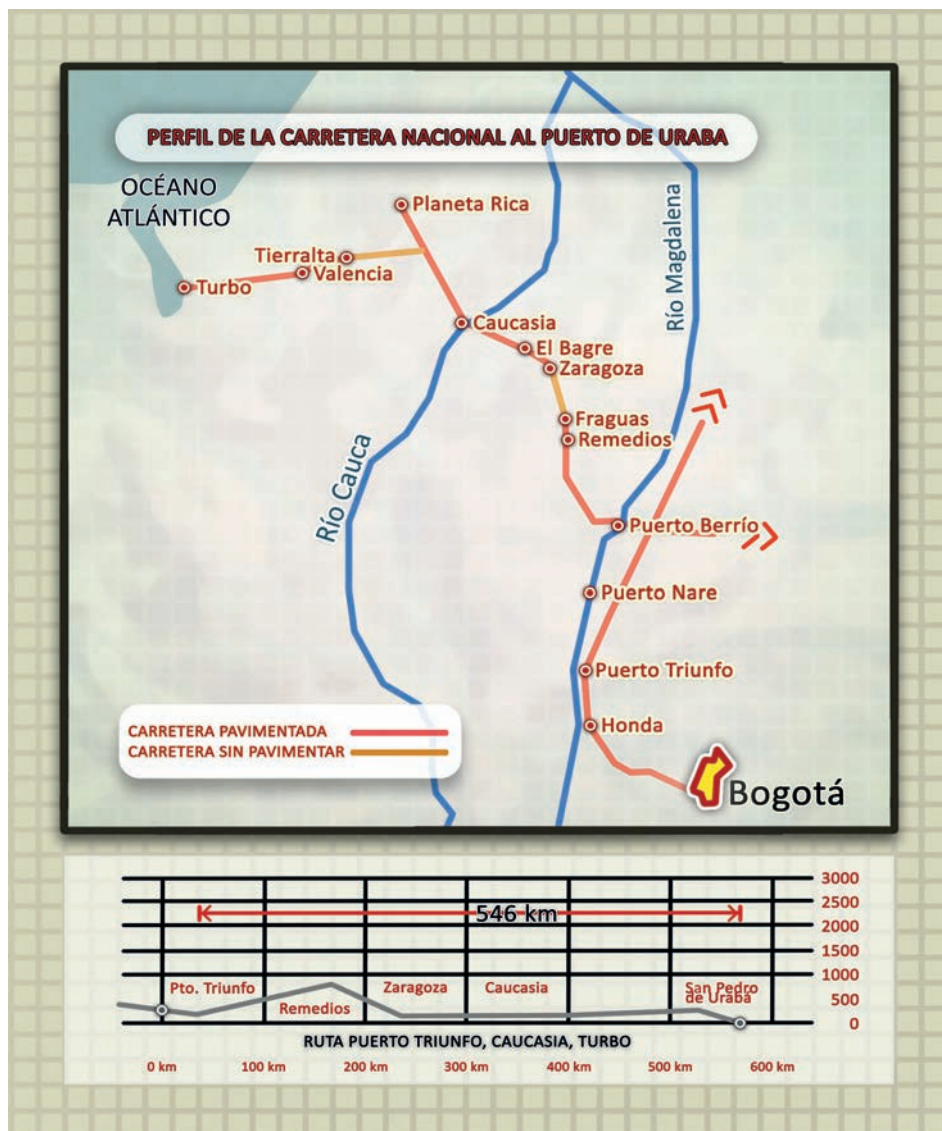 PERFIL DE LA CARRETERA NACIONAL AL PUERTO DE URABA
OCÉANO
ATLÁNTICO
Planeta Rica
Tierralta
Valencia
Turbo
Río Magdalena
Caucasia
El Bagre
Zaragoza
Fraguas
Remedios
Río Cauca
Puerto Berrío
Puerto Nare
Puerto Triunfo
Honda
CARRETERA PAVIMENTADA
CARRETERA SIN PAVIMENTAR
Bogotá
3000
2500
546 km
2000
1500
1000
Pto. Triunfo
Remedios
Zaragoza
Caucasia
San Pedro
de Urabá
500
0
RUTA PUERTO TRIUNFO, CAUCASIA, TURBO
0 km 100 km 200 km 300 km 400 km 500 km 600 km